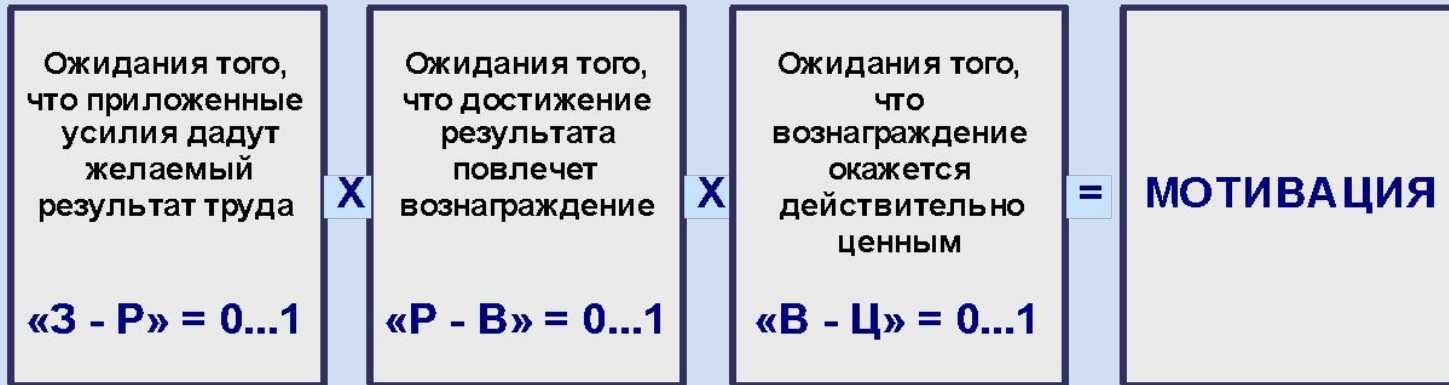 Ожидания того,
что приложенные
усилия дадут
желаемый
результат труда
«З - Р» = 0...1
X
Ожидания того,
что достижение
результата
повлечет
вознаграждение
«Р - В» = 0...1
X
Ожидания того,
что
вознаграждение
окажется
действительно
ценным
«В - Ц» = 0...1
=
МОТИВАЦИЯ